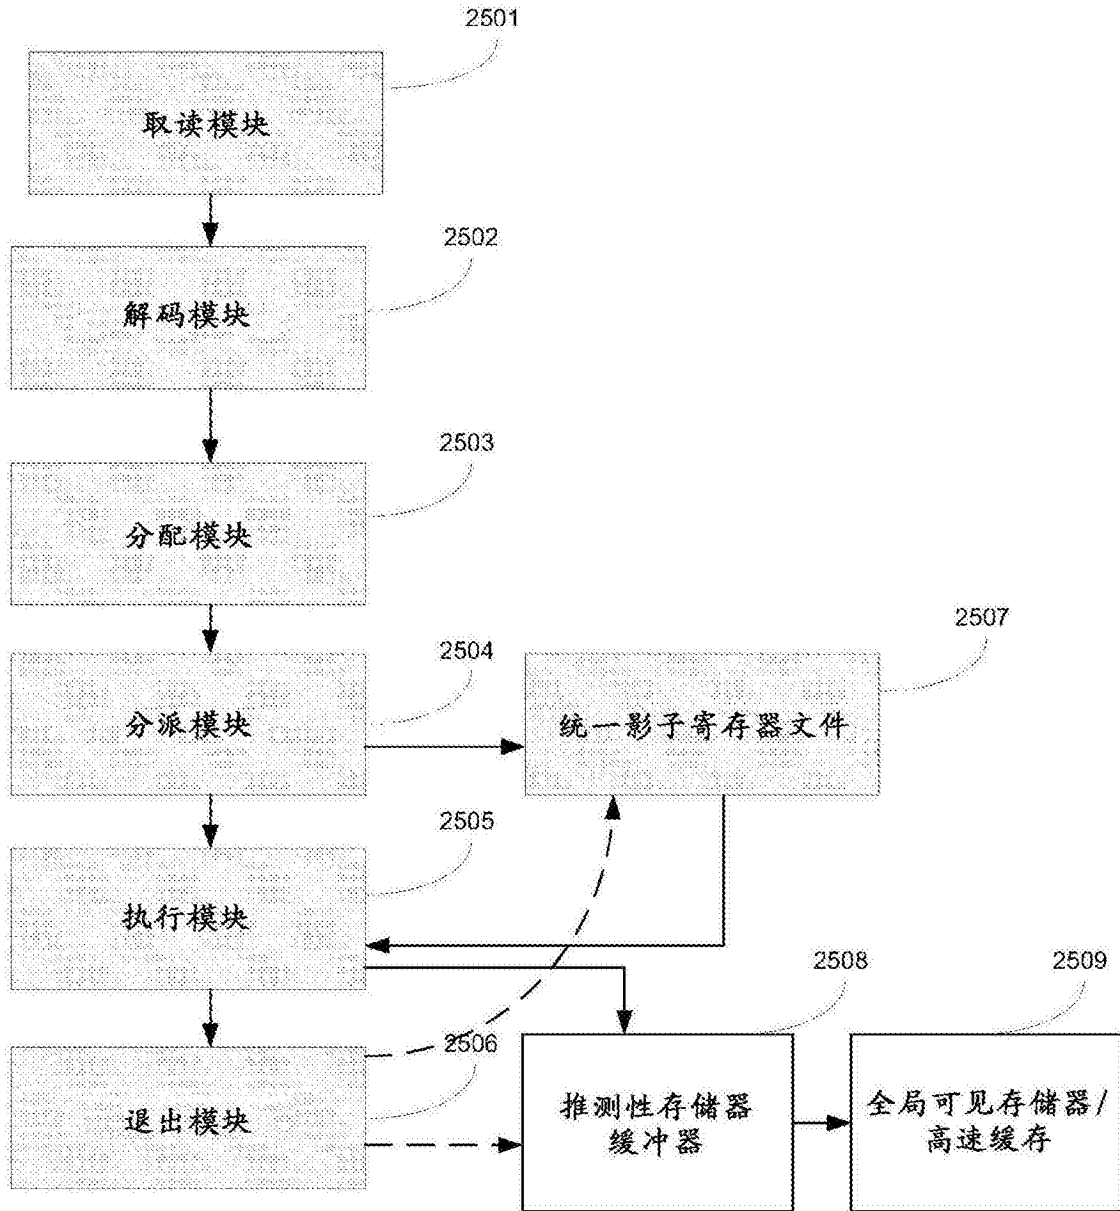 2501
取读模块
2502
解码模块
2503
分配模块
2504
分派模块
2507
统一影子寄存器文件
2505
执行模块
2508
2509
2506
退出模块
推测性存储器
缓冲器
全局可见存储器/
高速缓存